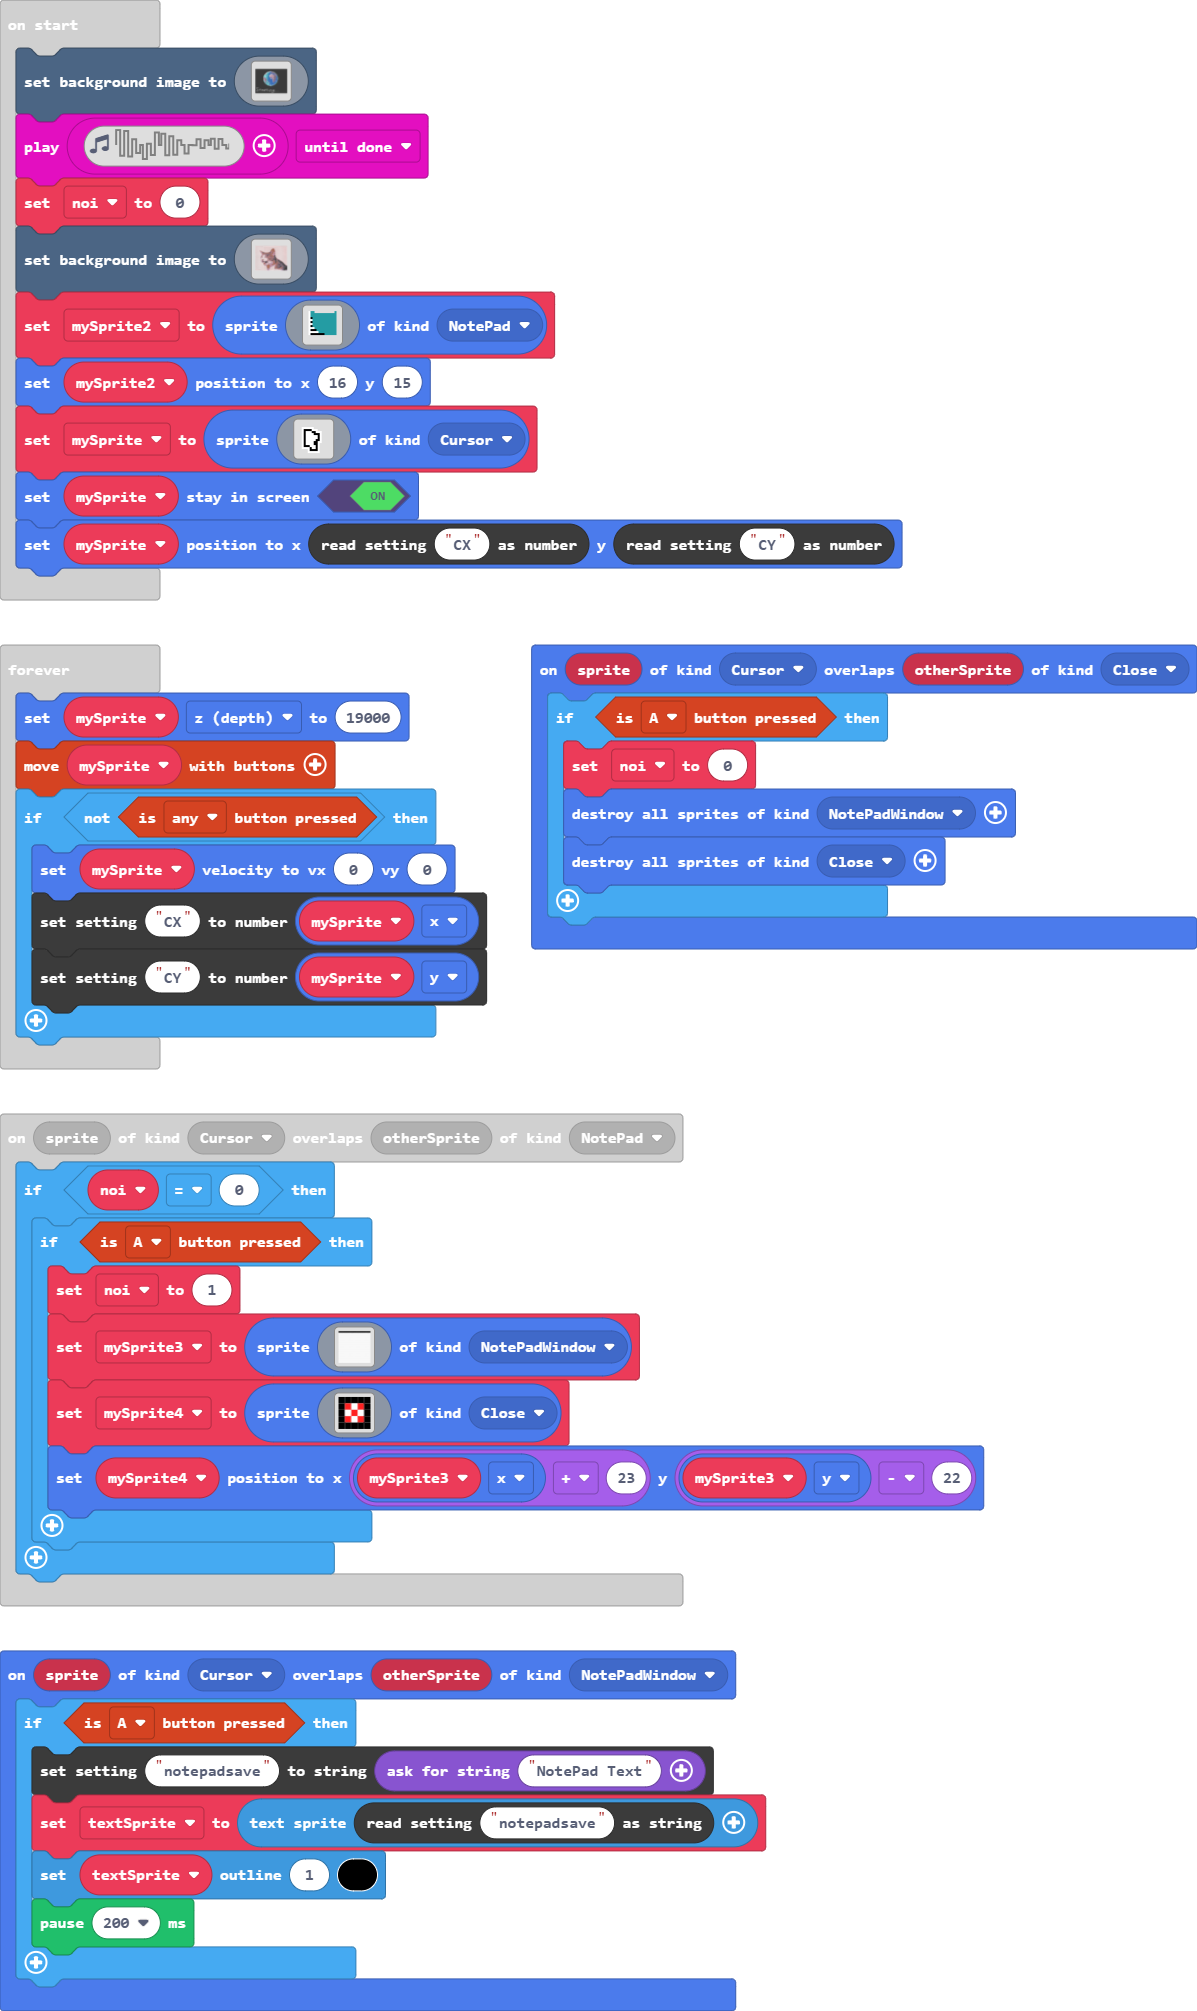 on start
set background image to
play until done
set noi to 0
set background image to
set mySprite2 to sprite of kind NotePad
set mySprite2 position to x 16 y 15
set mySprite to sprite of kind Cursor
set mySprite stay in screen ON
set mySprite position to x read setting "CX" as number y read setting "CY" as number
forever
set mySprite z (depth) to 19000
move mySprite with buttons
if not is any button pressed then
set mySprite velocity to vx 0 vy 0
set setting "CX" to number mySprite x
set setting "CY" to number mySprite y
on sprite of kind Cursor overlaps otherSprite of kind Close
if is A button pressed then
set noi to 0
destroy all sprites of kind NotePadWindow
destroy all sprites of kind Close
on sprite of kind Cursor overlaps otherSprite of kind NotePad
if noi = 0 then
if is A button pressed then
set noi to 1
set mySprite3 to sprite of kind NotePadWindow
set mySprite4 to sprite of kind Close
set mySprite4 position to x mySprite3 x + 23 y mySprite3 y - 22
on sprite of kind Cursor overlaps otherSprite of kind NotePadWindow
if is A button pressed then
set setting "notepadsave" to string ask for string "NotePad Text"
set textSprite to text sprite read setting "notepadsave" as string
set textSprite outline 1
pause 200 ms